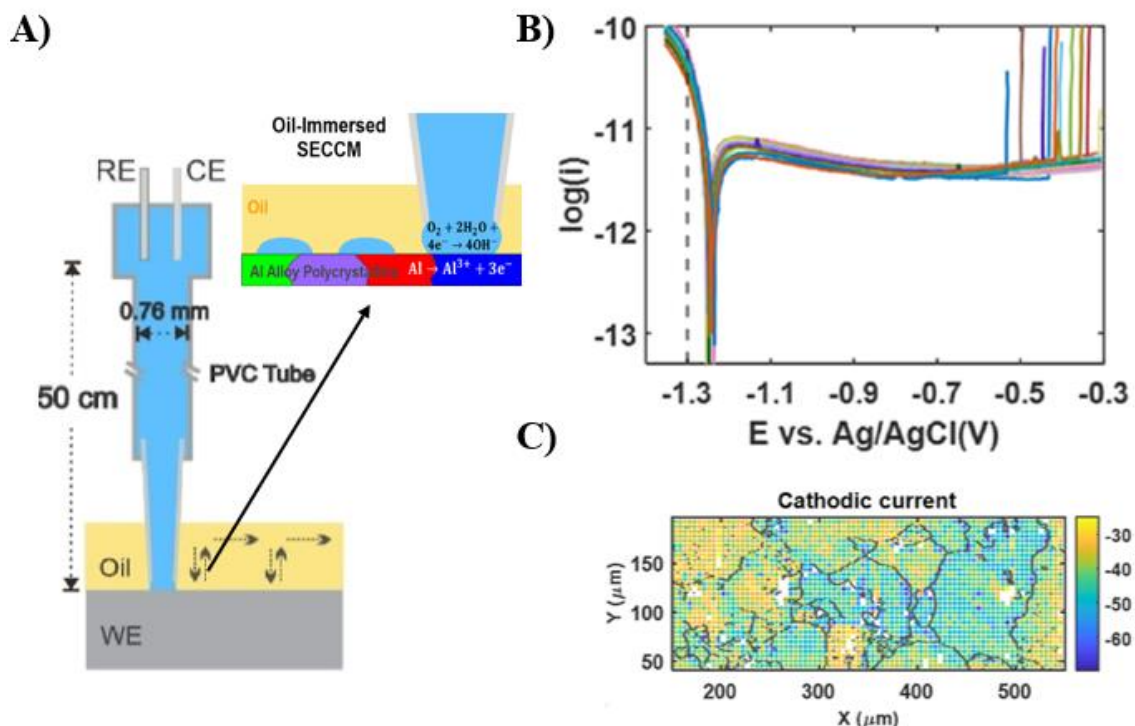 A)
RE
CE
0.76 mm
50 cm
PVC Tube
Oil
WE
Oil-Immersed
SECCM
Oil
O₂ + 2H₂O +
4e⁻ → 4OH⁻
Al Alloy Polycrystalline
Al → Al³⁺ + 3e⁻
B)
-10
-11
-12
-13
log(i)
-1.3
-1.1
-0.9
-0.7
-0.5
-0.3
E vs. Ag/AgCl(V)
C)
Cathodic current
150
100
50
Y (μm)
200
300
400
500
X (μm)
-30
-40
-50
-60